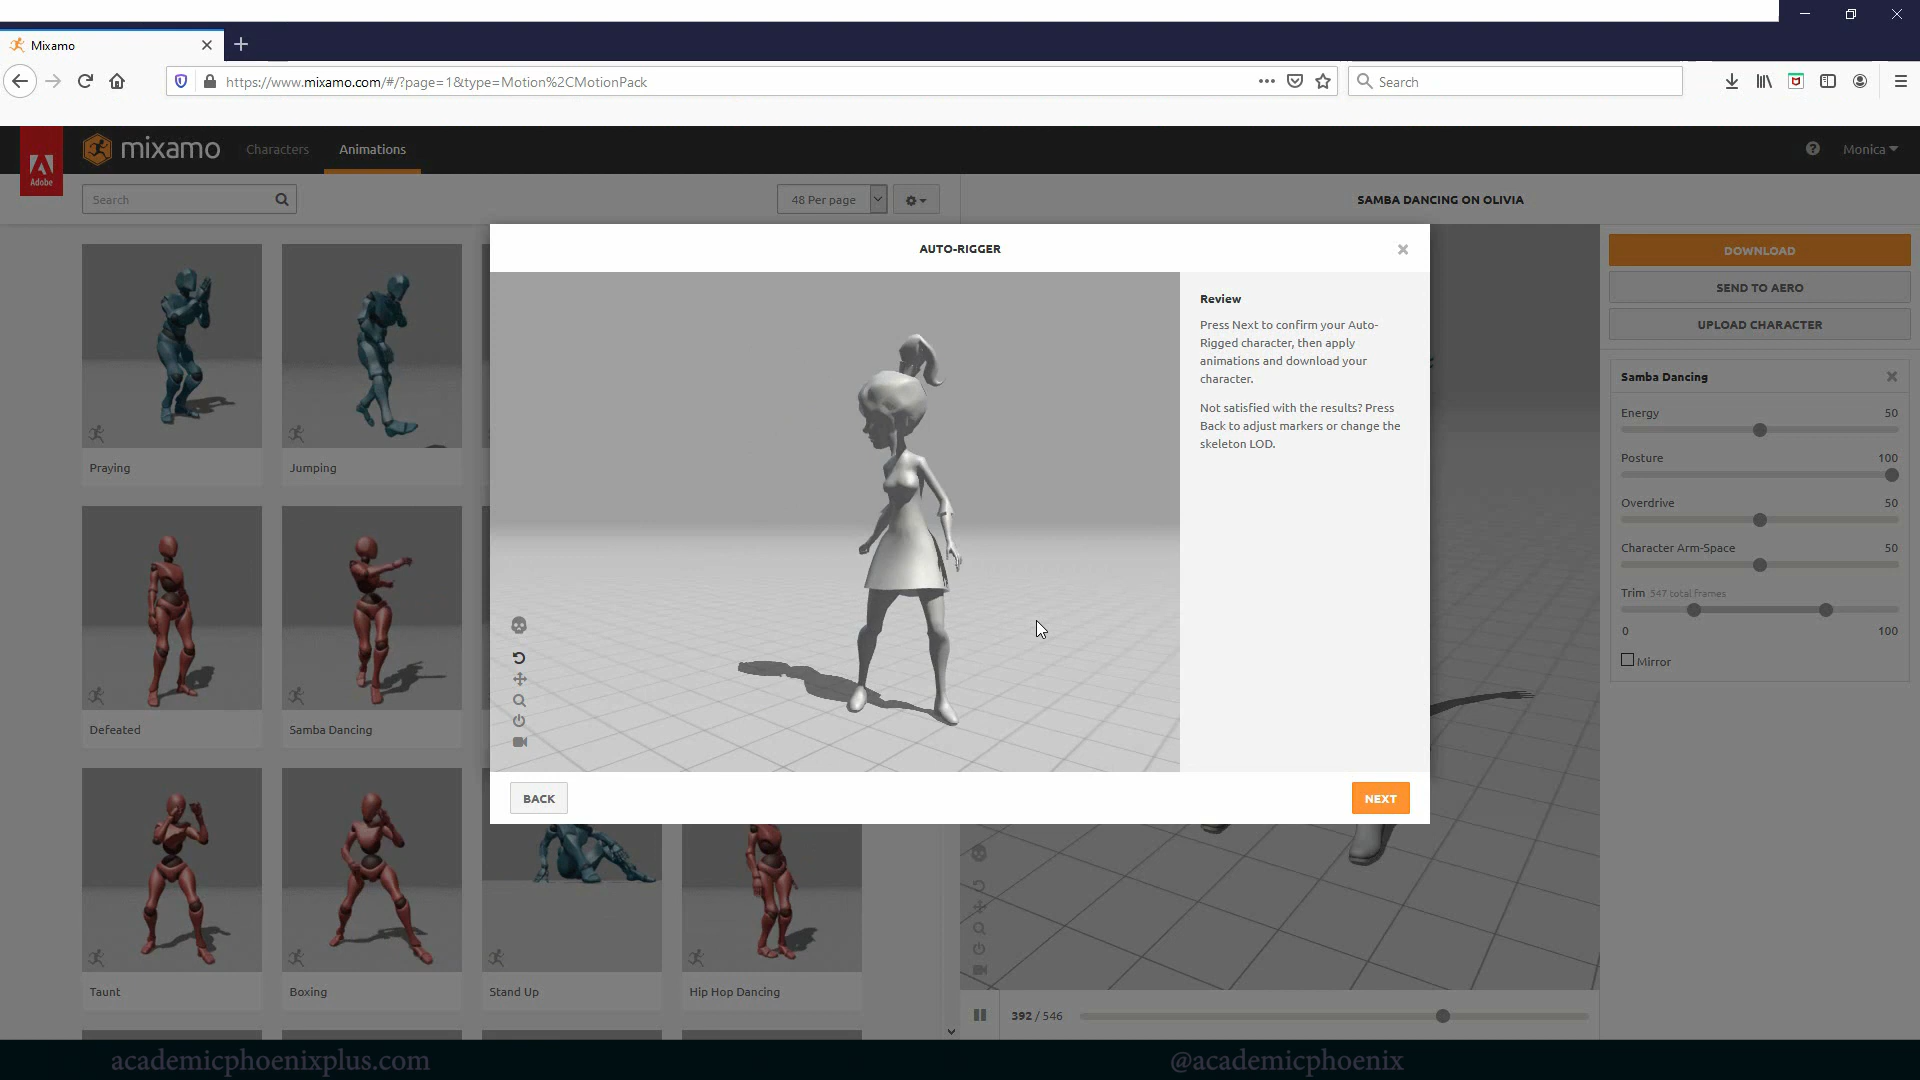 Mixamo
https://www.mixamo.com/#/?page=1&type=Motion%2CMotionPack
Search
Adobe
mixamo
Characters
Animations
Monica
Search
48 Per page
SAMBA DANCING ON OLIVIA
AUTO-RIGGER
Review
Press Next to confirm your Auto-
Rigged character, then apply
animations and download your
character.
Not satisfied with the results? Press
Back to adjust markers or change the
skeleton LOD.
BACK
NEXT
DOWNLOAD
SEND TO AERO
UPLOAD CHARACTER
Samba Dancing
Energy 50
Posture 100
Overdrive 50
Character Arm-Space 50
Trim 547 total frames
0 100
Mirror
Praying
Jumping
Defeated
Samba Dancing
Taunt
Boxing
Stand Up
Hip Hop Dancing
392 / 546
academicphoenixplus.com
@academicphoenix